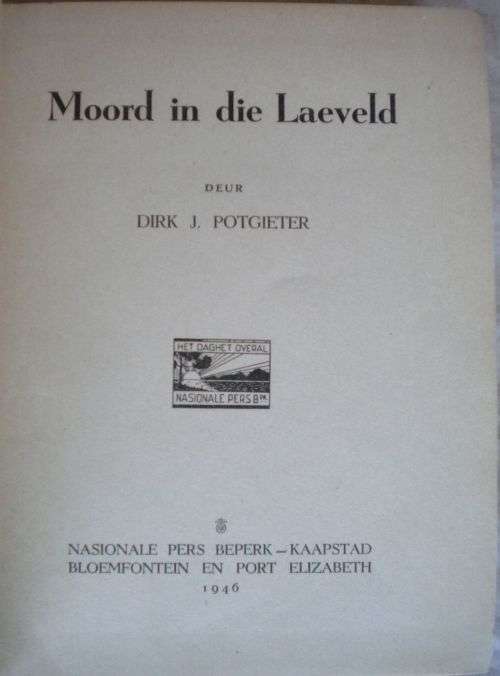 Moord in die Laeveld
DEUR
DIRK J. POTGIETER
HET DAGHET OVERAL
NASIONALE PERS BPK
NASIONALE PERS BEPERK—KAAPSTAD
BLOEMFONTEIN EN PORT ELIZABETH
1946